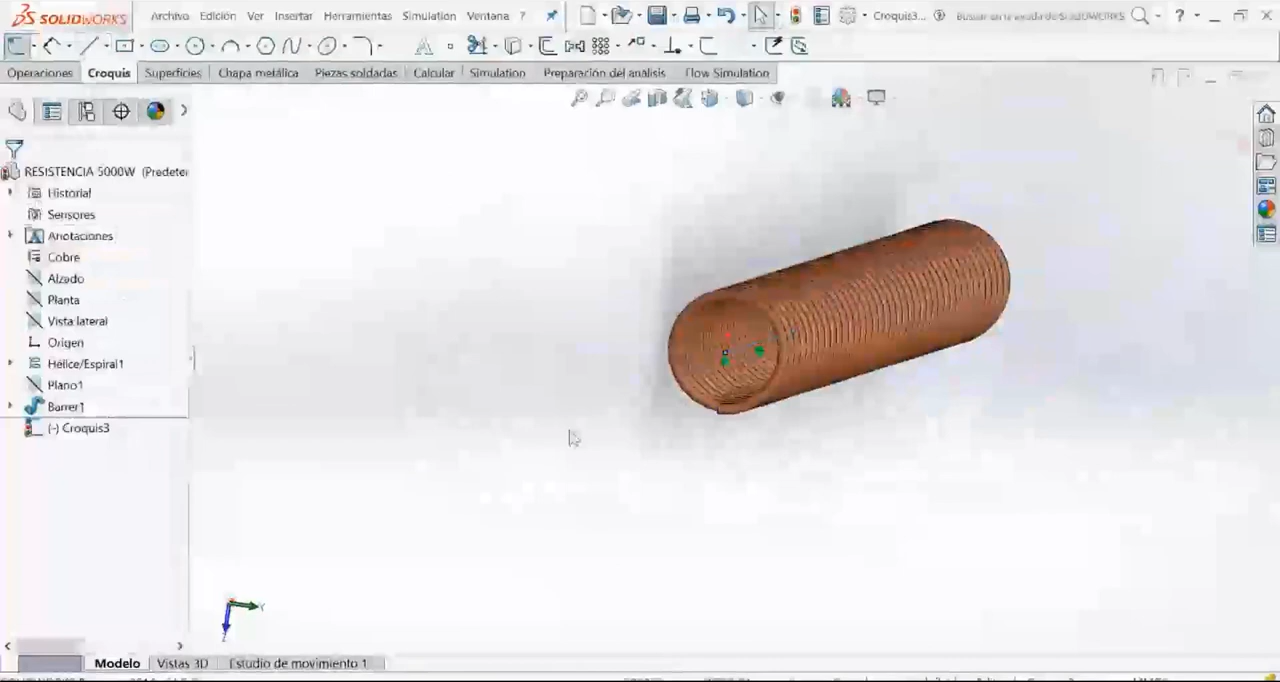 SOLIDWORKS Archivo Edición Ver Insertar Herramientas Simulation Ventana ? Croquis3... ?
Operaciones Croquis Superficies Chapa metálica Piezas soldadas Calcular Simulation Preparación del análisis Flow Simulation
RESISTENCIA 5000W (Predeter
Historial
Sensores
Anotaciones
Cobre
Alzado
Planta
Vista lateral
Origen
Hélice/Espiral1
Plano1
Barrer1
(-) Croquis3
Y
Z
Modelo Vistas 3D Estudio de movimiento 1